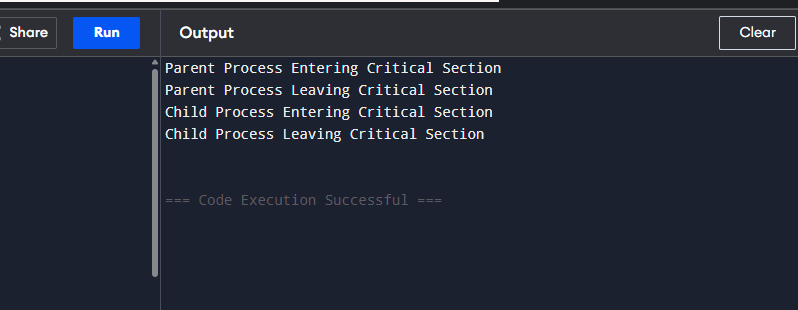 Share
Run
Output
Clear
Parent Process Entering Critical Section
Parent Process Leaving Critical Section
Child Process Entering Critical Section
Child Process Leaving Critical Section
=== Code Execution Successful ===